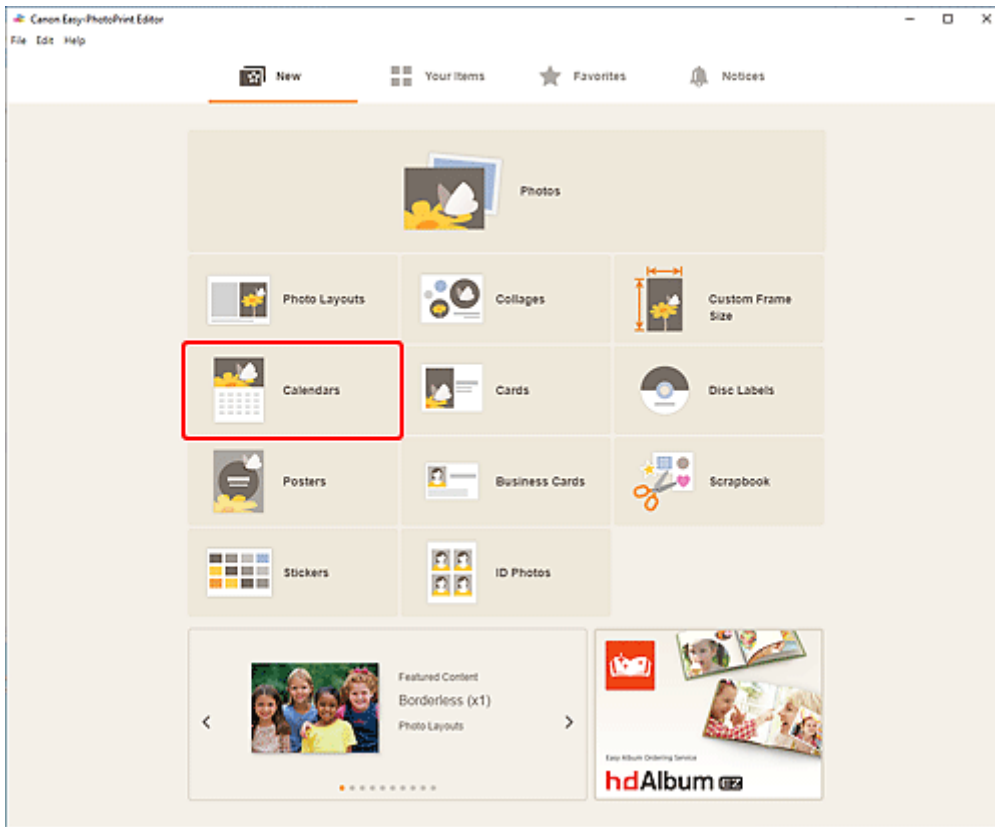 Canon Easy-PhotoPrint Editor
File Edit Help
New Your Items Favorites Notices
Photos
Photo Layouts
Collages
Custom Frame
Size
Calendars
Cards
Disc Labels
Posters
Business Cards
Scrapbook
Stickers
ID Photos
Featured Content
Borderless (x1)
Photo Layouts
Easy Album Ordering Service
hdAlbum EZ